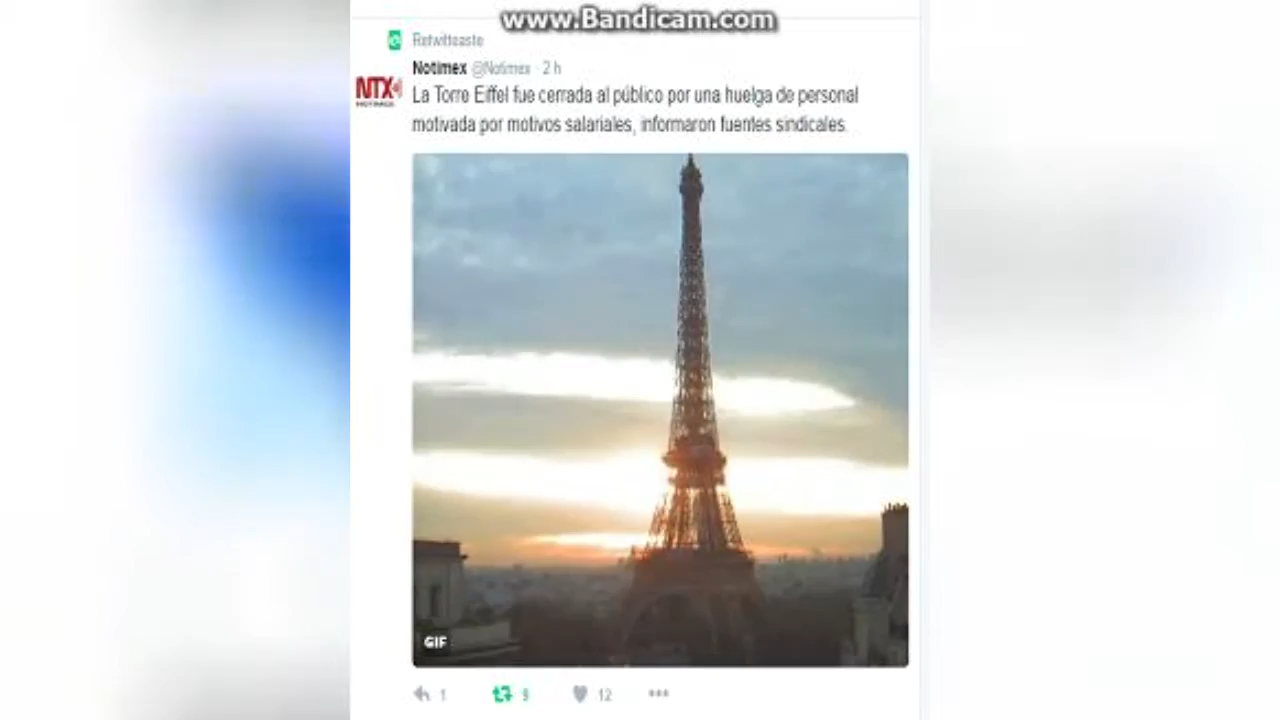 www.Bandicam.com
Retwitteaste
Notimex @Notimex · 2 h
NTX
NOTIMEX
La Torre Eiffel fue cerrada al público por una huelga de personal
motivada por motivos salariales, informaron fuentes sindicales.
GIF
1 9 12